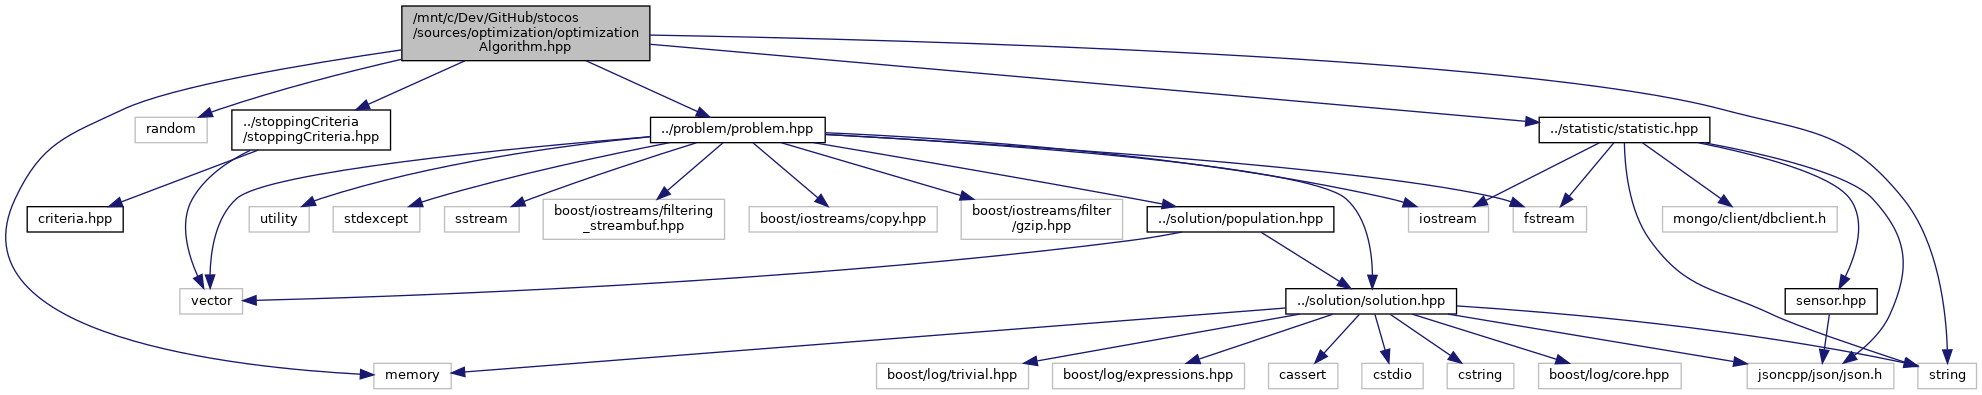 /mnt/c/Dev/GitHub/stocos
/sources/optimization/optimization
Algorithm.hpp
random
../stoppingCriteria
/stoppingCriteria.hpp
../problem/problem.hpp
../statistic/statistic.hpp
criteria.hpp
utility
stdexcept
sstream
boost/iostreams/filtering
_streambuf.hpp
boost/iostreams/copy.hpp
boost/iostreams/filter
/gzip.hpp
../solution/population.hpp
iostream
fstream
mongo/client/dbclient.h
vector
../solution/solution.hpp
sensor.hpp
memory
boost/log/trivial.hpp
boost/log/expressions.hpp
cassert
cstdio
cstring
boost/log/core.hpp
jsoncpp/json/json.h
string